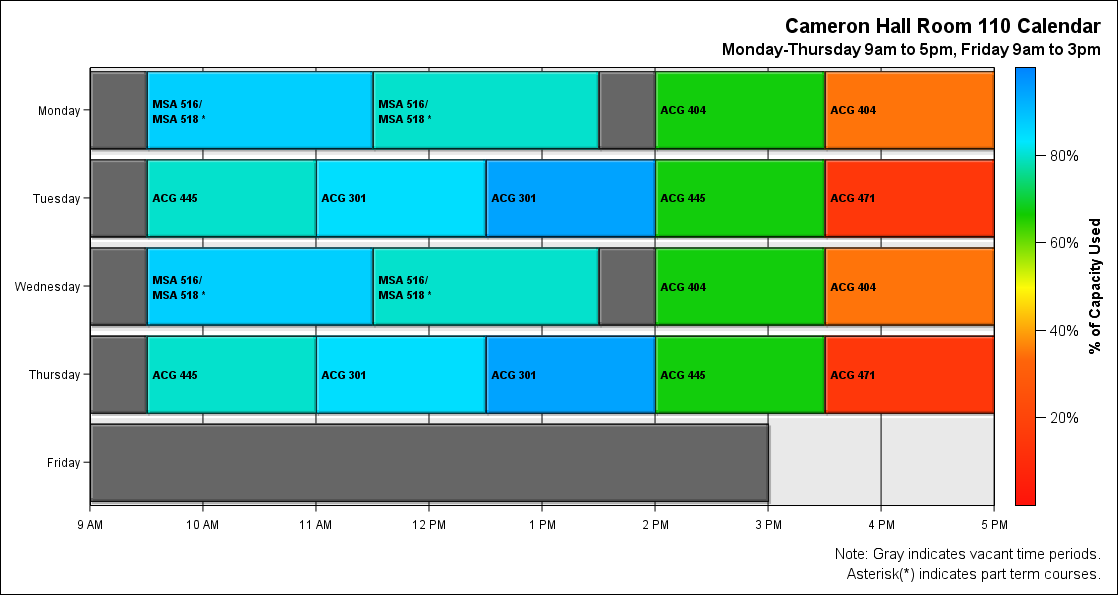 Cameron Hall Room 110 Calendar
Monday-Thursday 9am to 5pm, Friday 9am to 3pm
Monday
MSA 516/
MSA 518 *
MSA 516/
MSA 518 *
ACG 404
ACG 404
Tuesday
ACG 445
ACG 301
ACG 301
ACG 445
ACG 471
Wednesday
MSA 516/
MSA 518 *
MSA 516/
MSA 518 *
ACG 404
ACG 404
Thursday
ACG 445
ACG 301
ACG 301
ACG 445
ACG 471
Friday
9 AM
10 AM
11 AM
12 PM
1 PM
2 PM
3 PM
4 PM
5 PM
80%
60%
40%
20%
% of Capacity Used
Note: Gray indicates vacant time periods.
Asterisk(*) indicates part term courses.